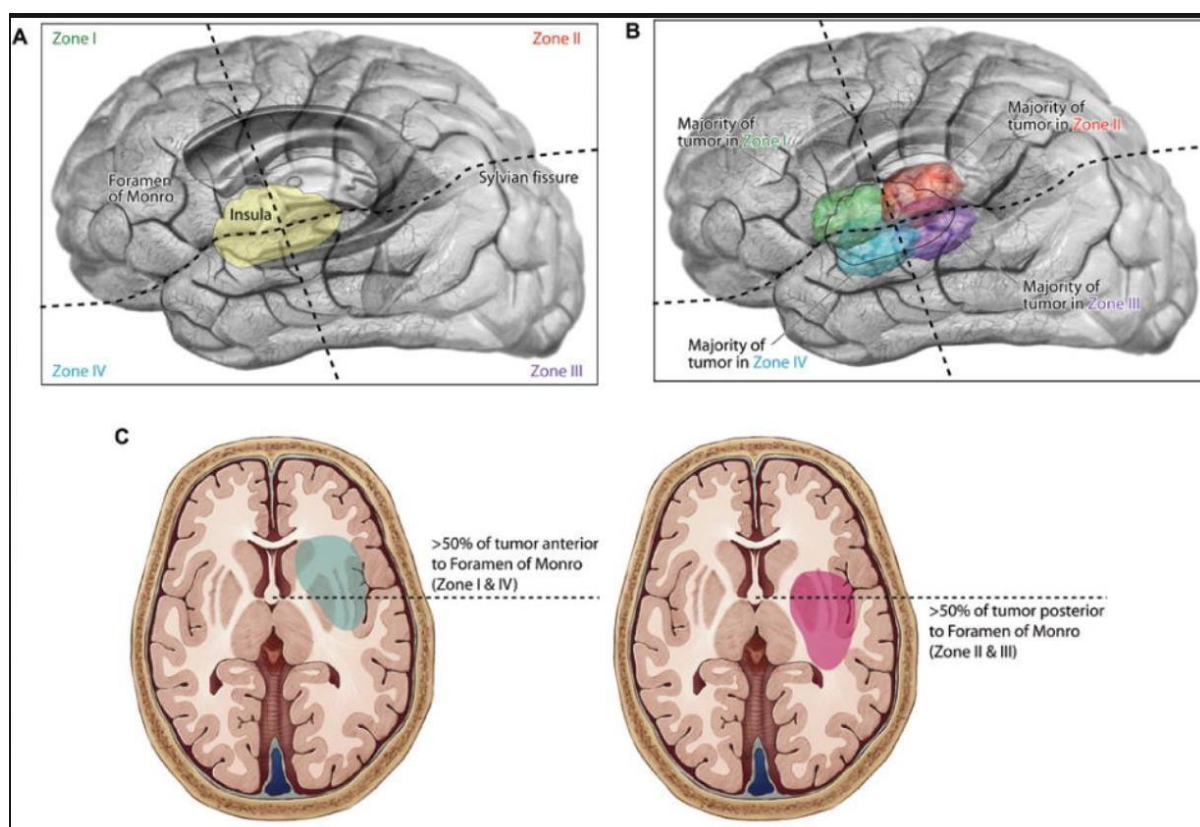 A
Zone I
Zone II
Foramen
of Monro
Insula
Sylvian fissure
Zone IV
Zone III
B
Majority of
tumor in Zone I
Majority of
tumor in Zone II
Majority of
tumor in Zone III
Majority of
tumor in Zone IV
C
>50% of tumor anterior
to Foramen of Monro
(Zone I & IV)
>50% of tumor posterior
to Foramen of Monro
(Zone II & III)